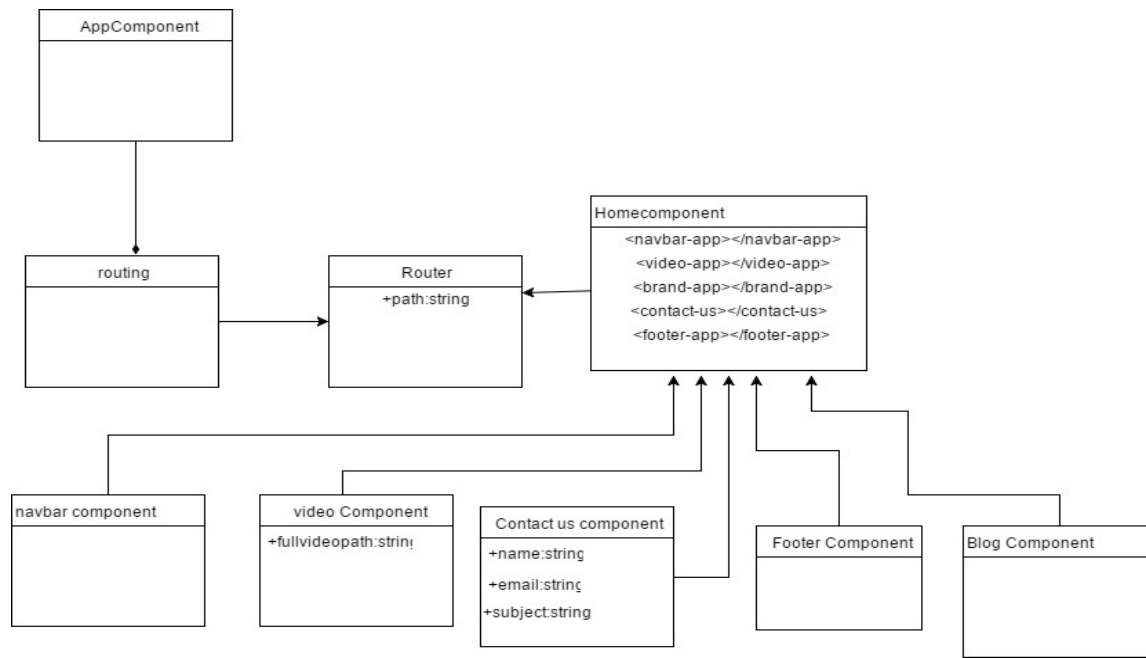 AppComponent
routing
Router
+path:string
Homecomponent
<navbar-app></navbar-app>
<video-app></video-app>
<brand-app></brand-app>
<contact-us></contact-us>
<footer-app></footer-app>
navbar component
video Component
+fullvideopath:string
Contact us component
+name:string
+email:string
+subject:string
Footer Component
Blog Component